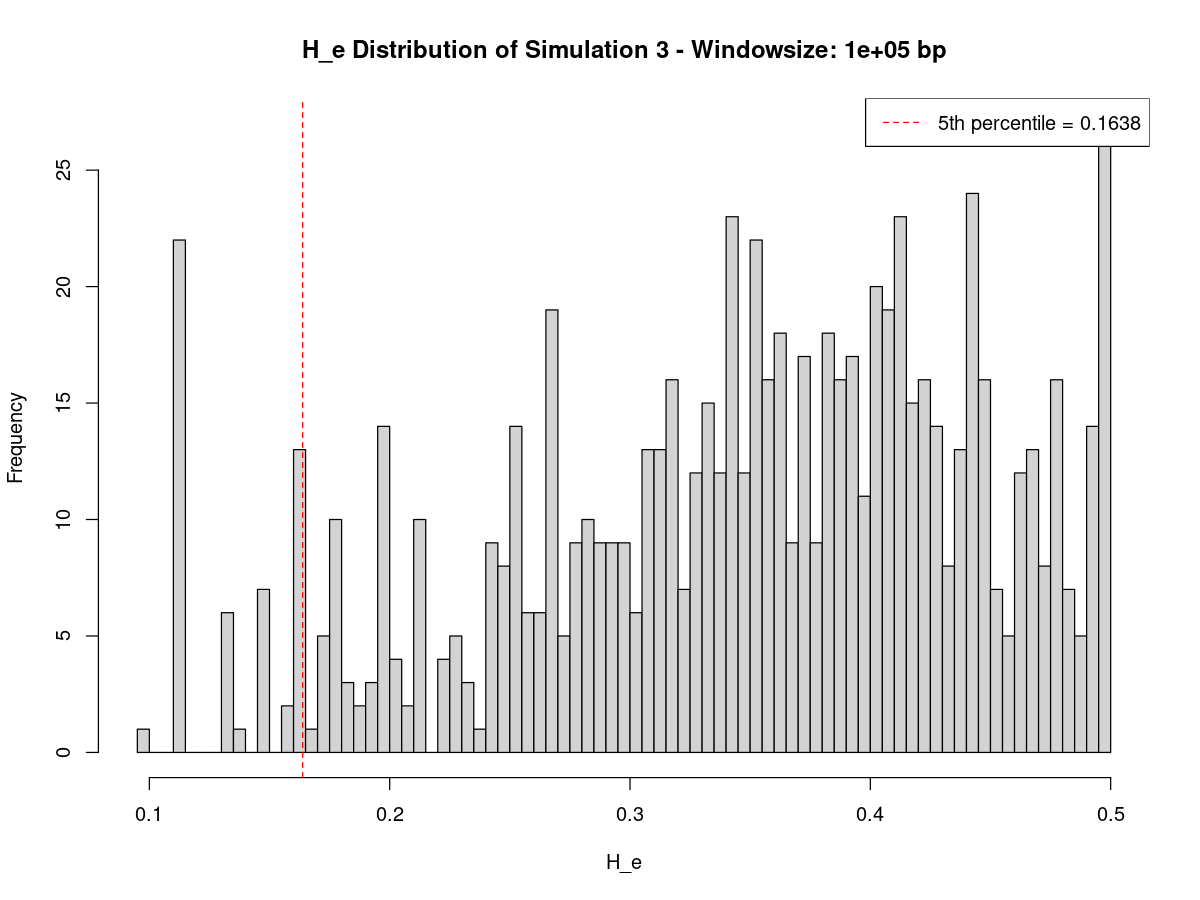 H_e Distribution of Simulation 3 - Windowsize: 1e+05 bp
5th percentile = 0.1638
25
20
15
10
5
0
Frequency
0.1 0.2 0.3 0.4 0.5
H_e